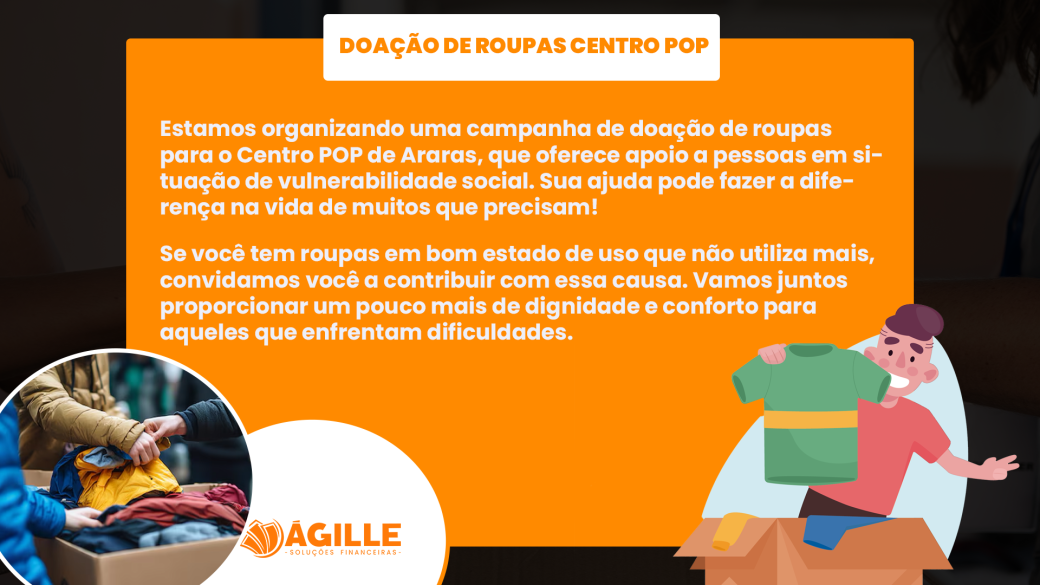 DOAÇÃO DE ROUPAS CENTRO POP
Estamos organizando uma campanha de doação de roupas
para o Centro POP de Araras, que oferece apoio a pessoas em si-
tuação de vulnerabilidade social. Sua ajuda pode fazer a dife-
rença na vida de muitos que precisam!
Se você tem roupas em bom estado de uso que não utiliza mais,
convidamos você a contribuir com essa causa. Vamos juntos
proporcionar um pouco mais de dignidade e conforto para
aqueles que enfrentam dificuldades.
ÁGILLE
-SOLUÇÕES FINANCEIRAS-